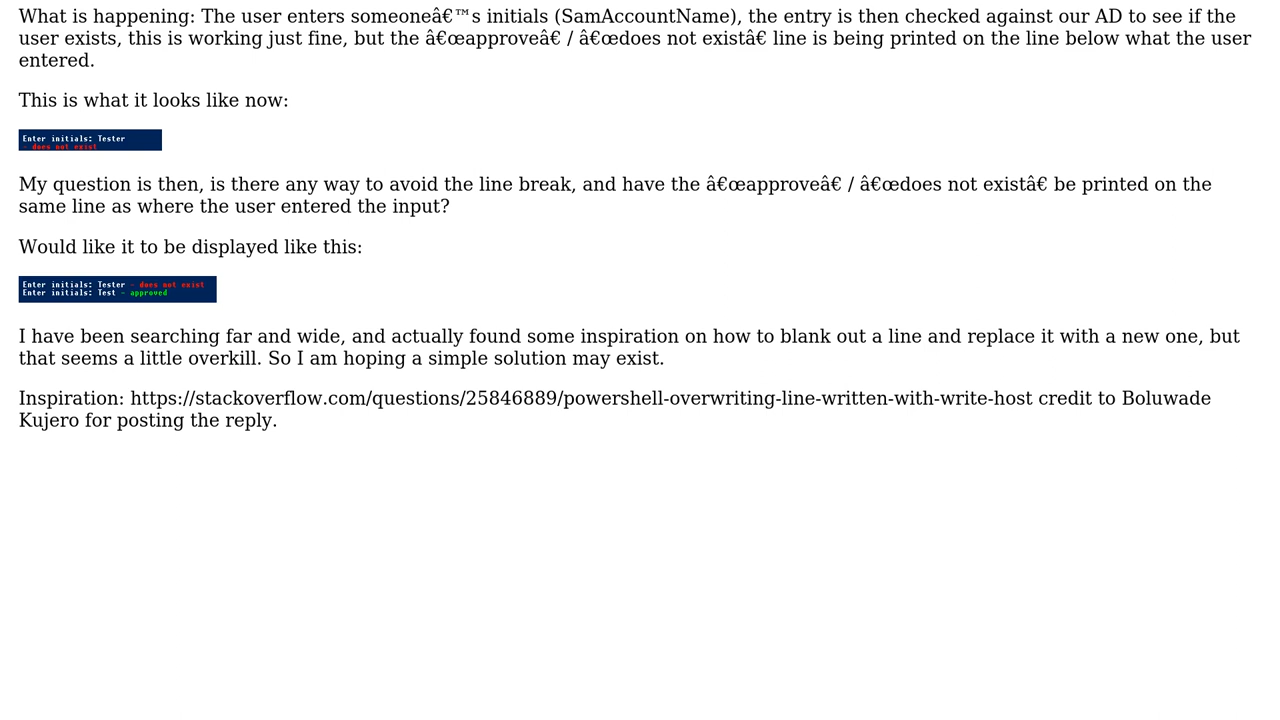 What is happening: The user enters someoneâ€™s initials (SamAccountName), the entry is then checked against our AD to see if the
user exists, this is working just fine, but the â€œapproveâ€ / â€œdoes not existâ€ line is being printed on the line below what the user
entered.
This is what it looks like now:
Enter initials: Tester
- does not exist
My question is then, is there any way to avoid the line break, and have the â€œapproveâ€ / â€œdoes not existâ€ be printed on the
same line as where the user entered the input?
Would like it to be displayed like this:
Enter initials: Tester - does not exist
Enter initials: Test - approved
I have been searching far and wide, and actually found some inspiration on how to blank out a line and replace it with a new one, but
that seems a little overkill. So I am hoping a simple solution may exist.
Inspiration: https://stackoverflow.com/questions/25846889/powershell-overwriting-line-written-with-write-host credit to Boluwade
Kujero for posting the reply.